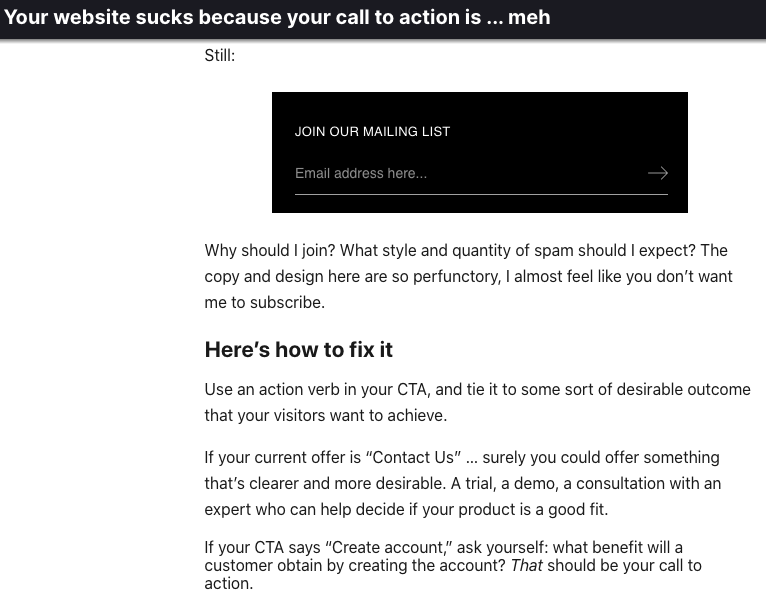 Your website sucks because your call to action is ... meh
Still:
JOIN OUR MAILING LIST
Email address here...
Why should I join? What style and quantity of spam should I expect? The
copy and design here are so perfunctory, I almost feel like you don’t want
me to subscribe.
Here’s how to fix it
Use an action verb in your CTA, and tie it to some sort of desirable outcome
that your visitors want to achieve.
If your current offer is “Contact Us” ... surely you could offer something
that’s clearer and more desirable. A trial, a demo, a consultation with an
expert who can help decide if your product is a good fit.
If your CTA says “Create account,” ask yourself: what benefit will a
customer obtain by creating the account? That should be your call to
action.